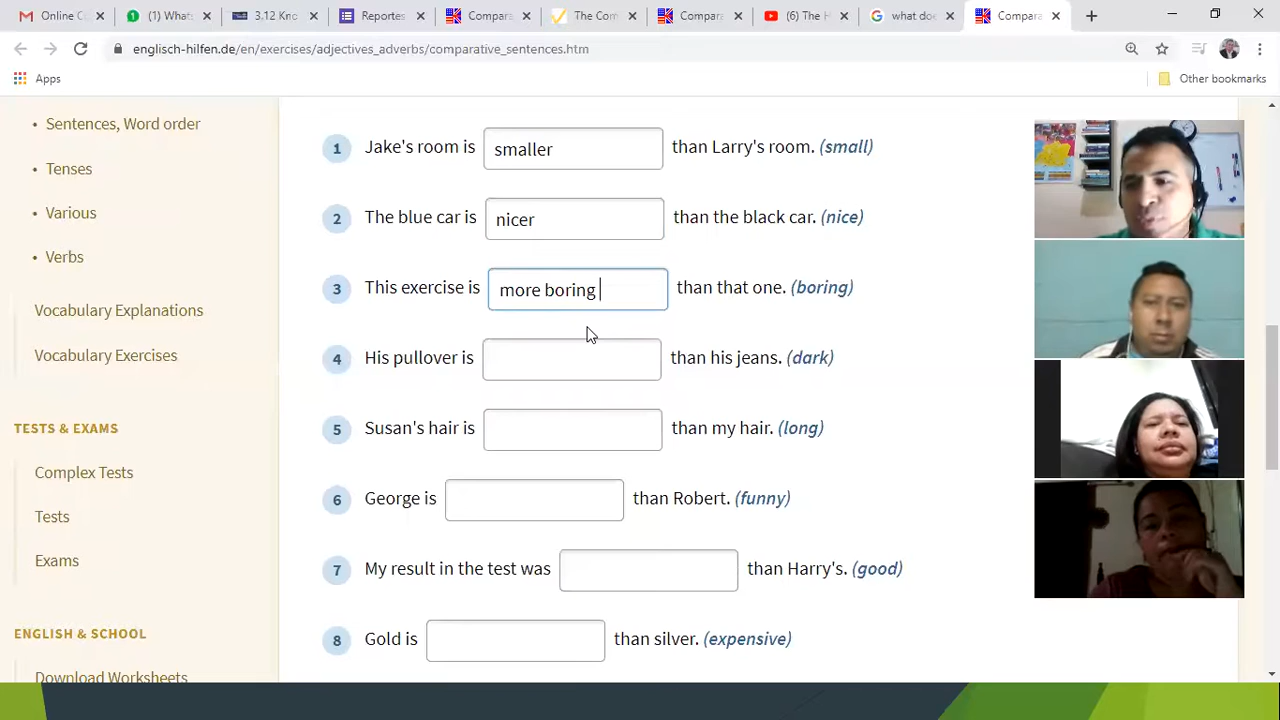 Online C
(1) Whats
3.12 Kno
Reportes
Compara
The Com
Compara
(6) The H
what doe
Compara
englisch-hilfen.de/en/exercises/adjectives_adverbs/comparative_sentences.htm
Apps
Other bookmarks
• Sentences, Word order
• Tenses
• Various
• Verbs
Vocabulary Explanations
Vocabulary Exercises
TESTS & EXAMS
Complex Tests
Tests
Exams
ENGLISH & SCHOOL
Download Worksheets
1 Jake's room is smaller than Larry's room. (small)
2 The blue car is nicer than the black car. (nice)
3 This exercise is more boring than that one. (boring)
4 His pullover is than his jeans. (dark)
5 Susan's hair is than my hair. (long)
6 George is than Robert. (funny)
7 My result in the test was than Harry's. (good)
8 Gold is than silver. (expensive)